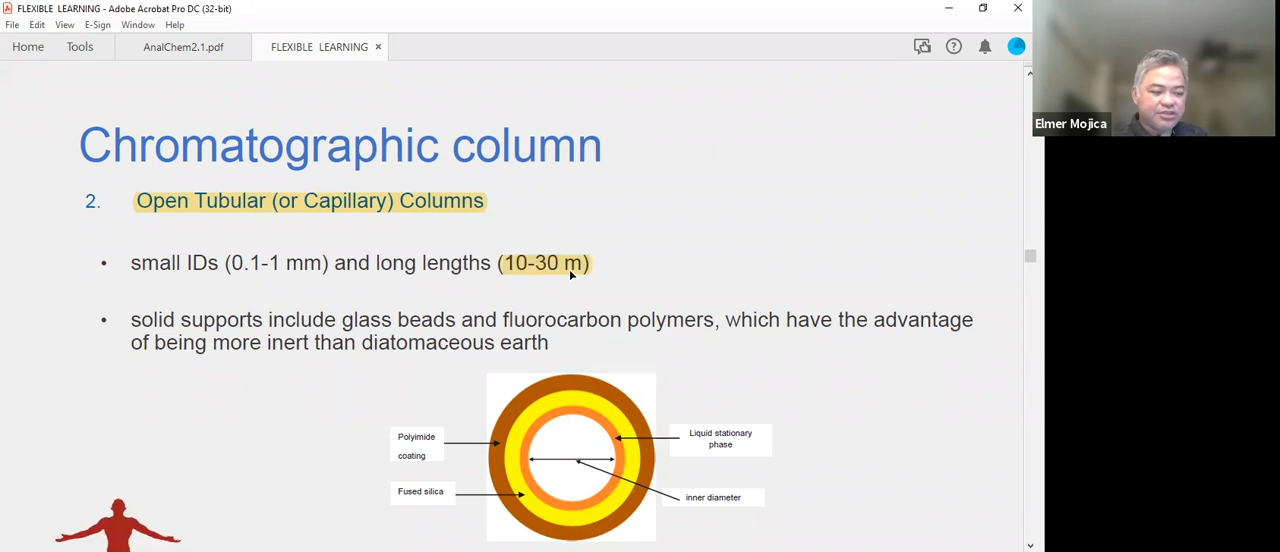 FLEXIBLE LEARNING - Adobe Acrobat Pro DC (32-bit)
File Edit View E-Sign Window Help
Home Tools AnalChem2.1.pdf FLEXIBLE LEARNING ×
Elmer Mojica
Chromatographic column
2. Open Tubular (or Capillary) Columns
• small IDs (0.1-1 mm) and long lengths (10-30 m)
• solid supports include glass beads and fluorocarbon polymers, which have the advantage
of being more inert than diatomaceous earth
Polyimide
coating
Liquid stationary
phase
Fused silica
inner diameter